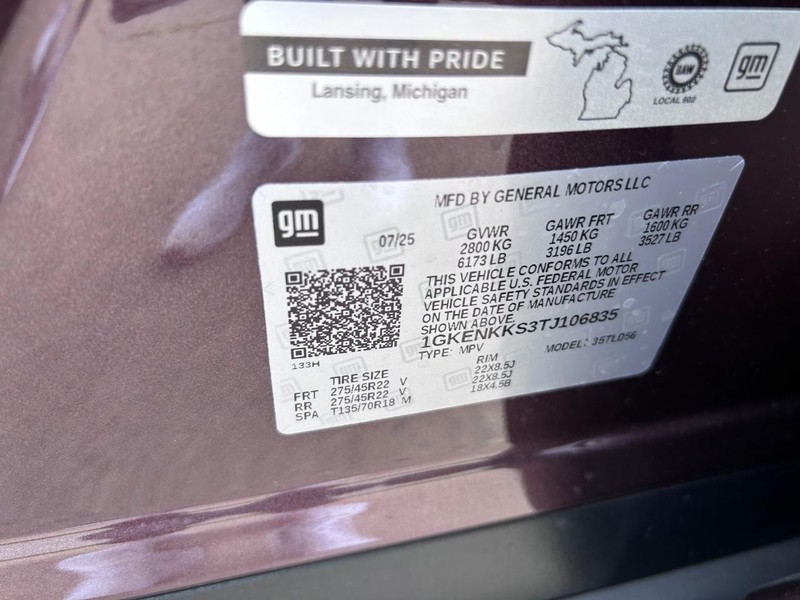 BUILT WITH PRIDE
Lansing, Michigan
UAW
LOCAL 602
gm
gm
MFD BY GENERAL MOTORS LLC
07/25
GVWR
2800 KG
6173 LB
GAWR FRT
1450 KG
3196 LB
GAWR RR
1600 KG
3527 LB
THIS VEHICLE CONFORMS TO ALL
APPLICABLE U.S. FEDERAL MOTOR
VEHICLE SAFETY STANDARDS IN EFFECT
ON THE DATE OF MANUFACTURE
SHOWN ABOVE.
1GKENKKS3TJ106835
TYPE: MPV MODEL: 35TLD56
133H
TIRE SIZE RIM
FRT 275/45R22 V 22X8.5J
RR 275/45R22 V 22X8.5J
SPA T135/70R18 M 18X4.5B